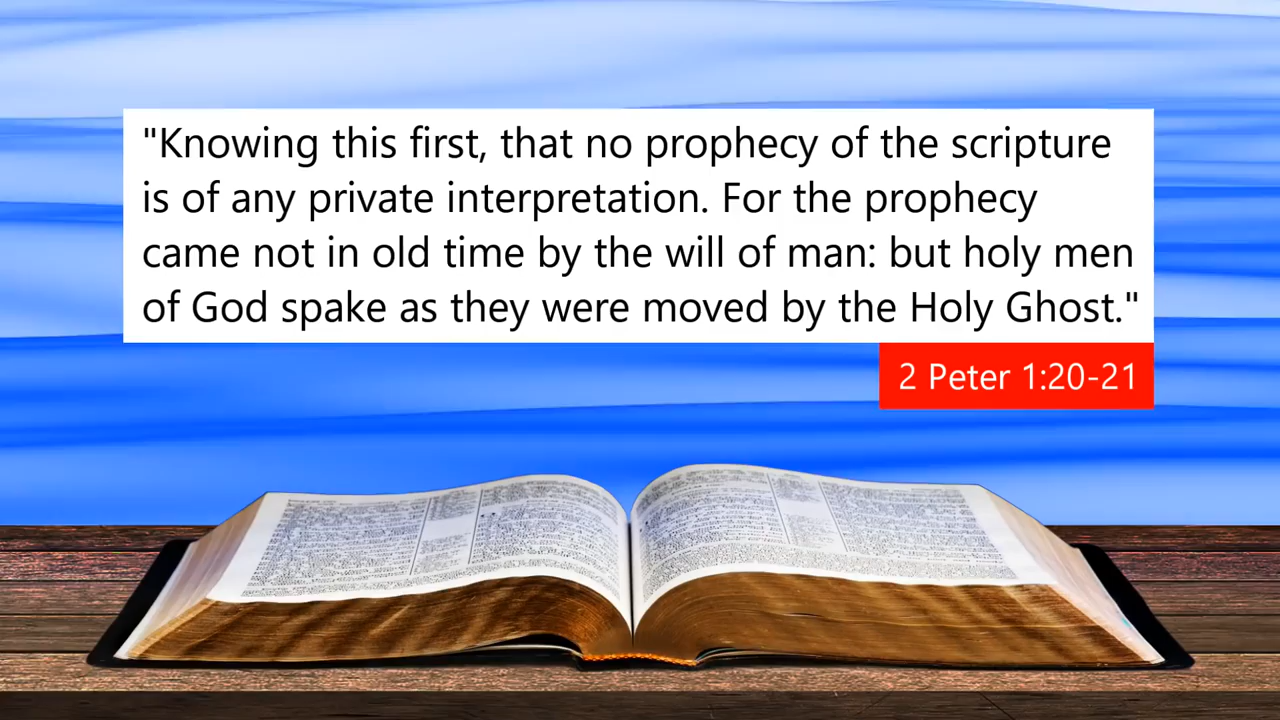 "Knowing this first, that no prophecy of the scripture
is of any private interpretation. For the prophecy
came not in old time by the will of man: but holy men
of God spake as they were moved by the Holy Ghost."
2 Peter 1:20-21